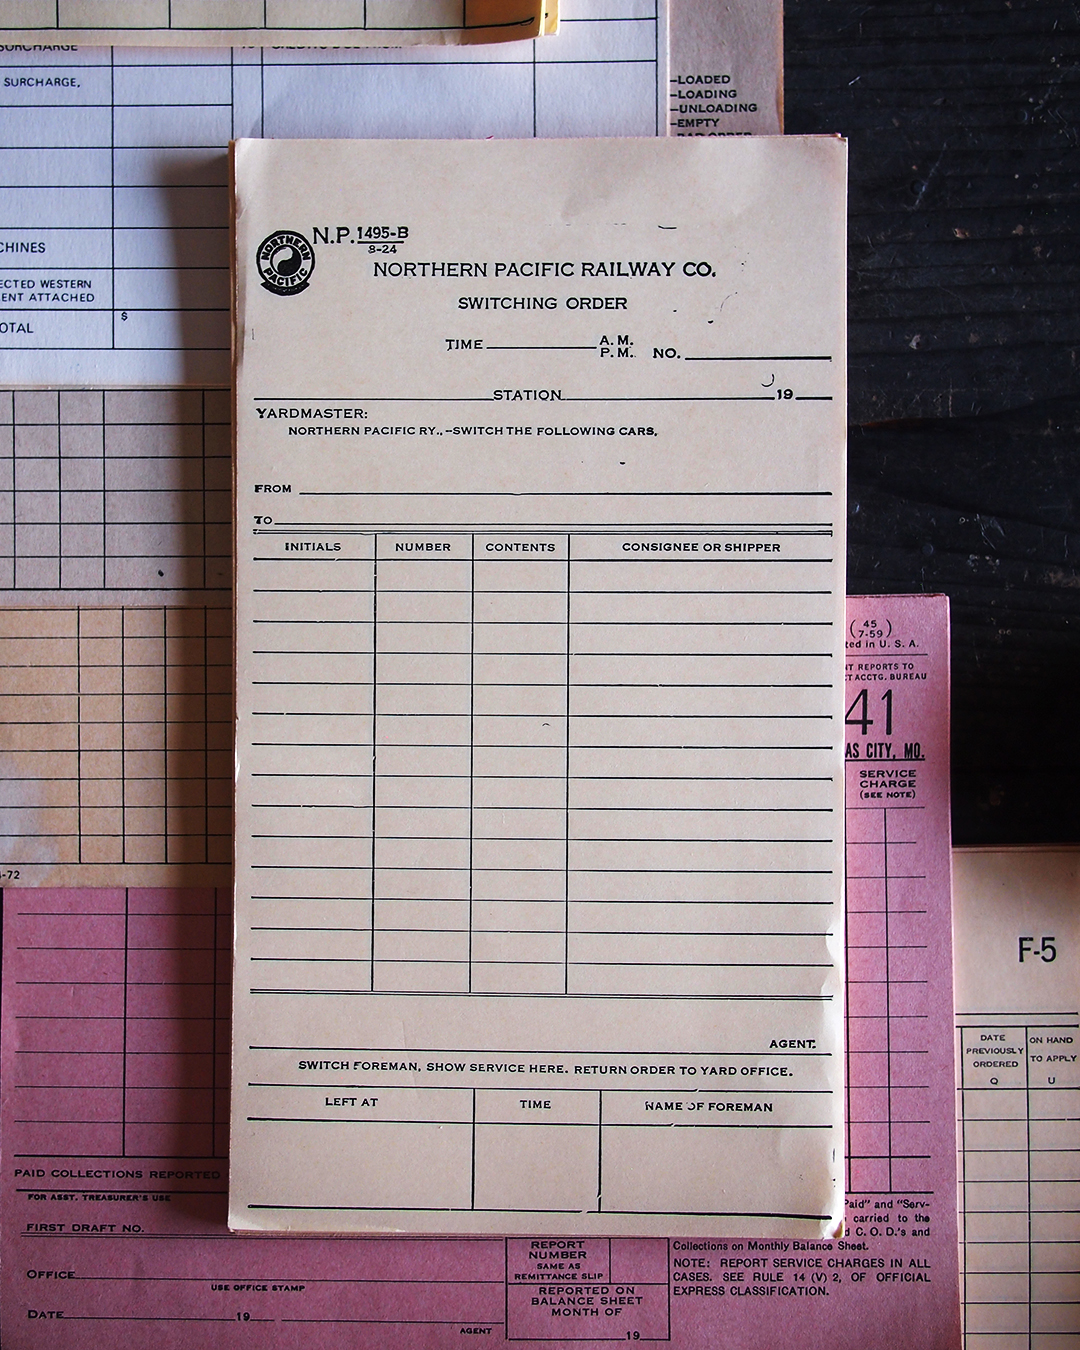 SURCHARGE
SURCHARGE,
CHINES
ECTED WESTERN
ENT ATTACHED
OTAL
$
-LOADED
-LOADING
-UNLOADING
-EMPTY
NORTHERN PACIFIC
N.P. 1495-B
8-24
NORTHERN PACIFIC RAILWAY CO.
SWITCHING ORDER
TIME A. M.
P. M. NO.
STATION 19
YARDMASTER:
NORTHERN PACIFIC RY., -SWITCH THE FOLLOWING CARS,
FROM
TO
INITIALS NUMBER CONTENTS CONSIGNEE OR SHIPPER
AGENT.
SWITCH FOREMAN, SHOW SERVICE HERE. RETURN ORDER TO YARD OFFICE.
LEFT AT TIME NAME OF FOREMAN
(45
7-59)
ted in U. S. A.
NT REPORTS TO
CT ACCTG. BUREAU
41
AS CITY, MO.
SERVICE
CHARGE
(SEE NOTE)
-72
F-5
DATE
PREVIOUSLY
ORDERED
Q
ON HAND
TO APPLY
U
PAID COLLECTIONS REPORTED
FOR ASST. TREASURER'S USE
FIRST DRAFT NO.
OFFICE
USE OFFICE STAMP
DATE 19
AGENT
REPORT
NUMBER
SAME AS
REMITTANCE SLIP
REPORTED ON
BALANCE SHEET
MONTH OF
19
Paid" and "Serv-
carried to the
d C. O. D.'s and
Collections on Monthly Balance Sheet.
NOTE: REPORT SERVICE CHARGES IN ALL
CASES. SEE RULE 14 (V) 2, OF OFFICIAL
EXPRESS CLASSIFICATION.